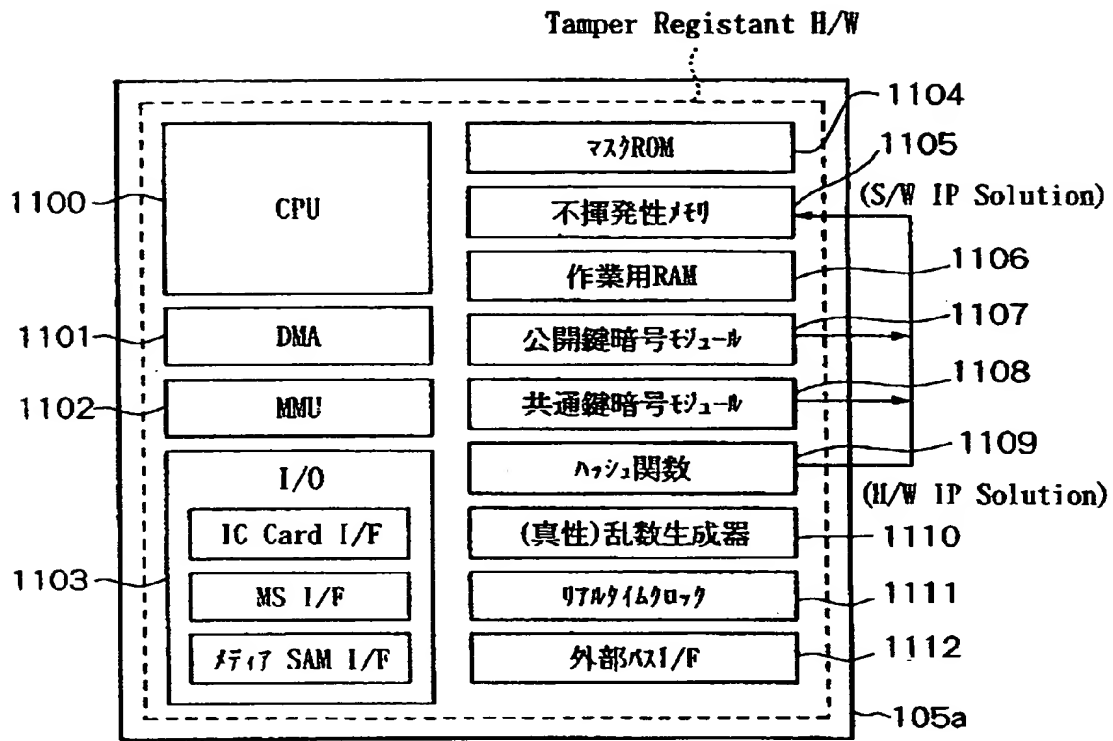 Tamper Registant H/W
1100
CPU
1101
DMA
1102
MMU
1103
I/O
IC Card I/F
MS I/F
メディア SAM I/F
マスクROM
1104
不揮発性メモリ
1105
(S/W IP Solution)
作業用RAM
1106
公開鍵暗号モジュール
1107
共通鍵暗号モジュール
1108
ハッシュ関数
1109
(H/W IP Solution)
(真性)乱数生成器
1110
リアルタイムクロック
1111
外部バスI/F
1112
105a